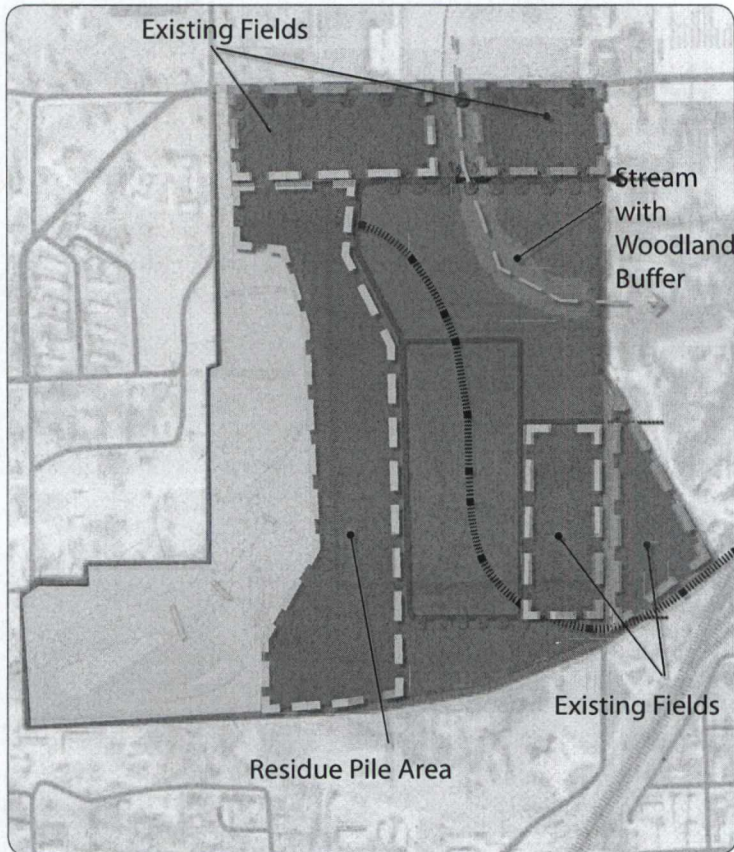 Existing Fields
Stream
with
Woodland
Buffer
Existing Fields
Residue Pile Area